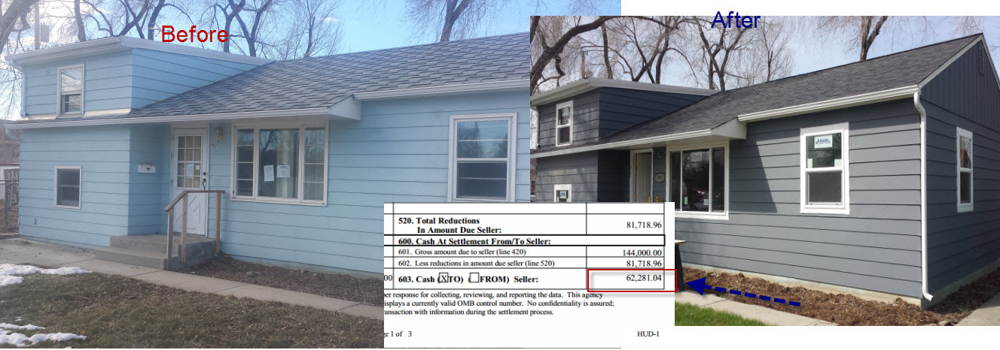 Before
After
520. Total Reductions
In Amount Due Seller:
81,718.96
600. Cash At Settlement From/To Seller:
601. Gross amount due to seller (line 420)
144,000.00
602. Less reductions in amount due seller (line 520)
81,718.96
00 603. Cash (X TO) ( FROM) Seller:
62,281.04
er response for collecting, reviewing, and reporting the data. This agency
isplays a currently valid OMB control number. No confidentiality is assured;
ransaction with information during the settlement process.
ge 1 of 3
HUD-1